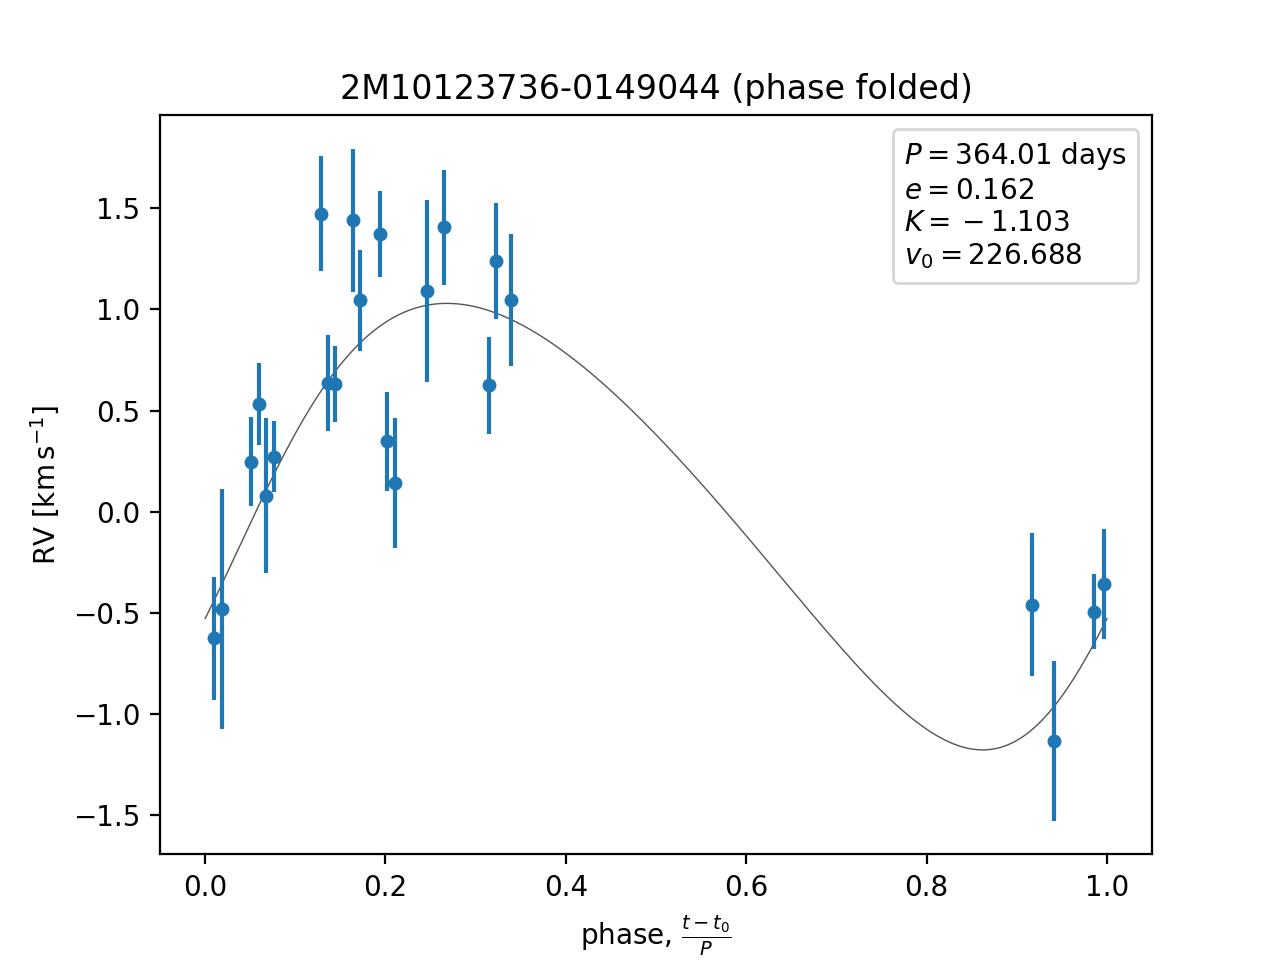 2M10123736-0149044 (phase folded)
P = 364.01 days
e = 0.162
K = −1.103
v₀ = 226.688
1.5
1.0
0.5
0.0
−0.5
−1.0
−1.5
RV [km s⁻¹]
0.0 0.2 0.4 0.6 0.8 1.0
phase, (t − t₀)/P